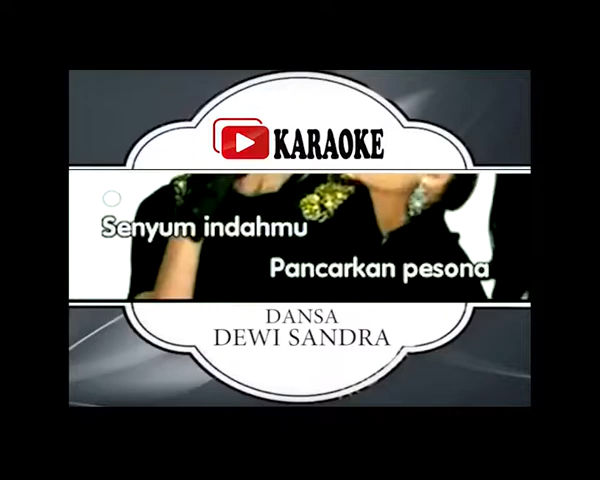 KARAOKE
Senyum indahmu
Pancarkan pesona
DANSA
DEWI SANDRA